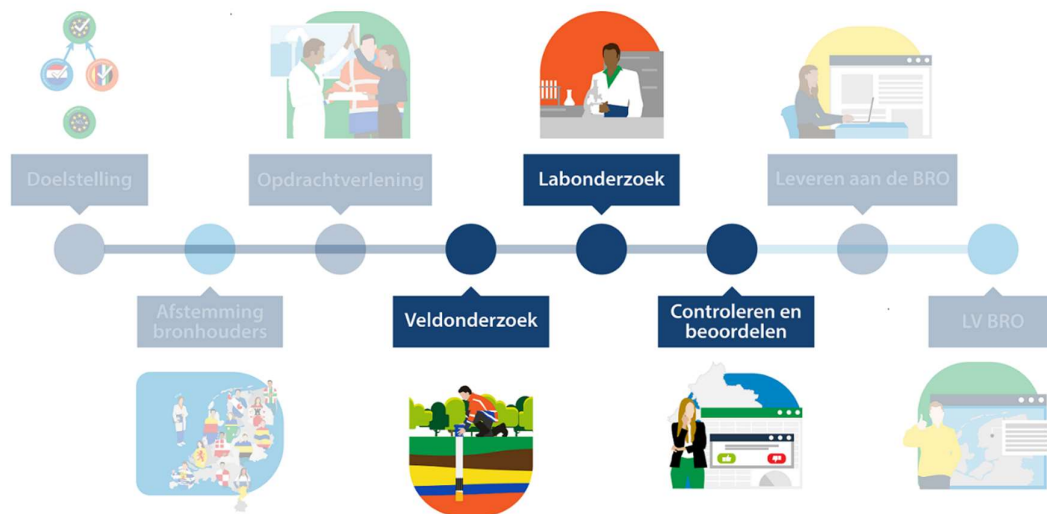 Doelstelling
Opdrachtverlening
Labonderzoek
Leveren aan de BRO
Afstemming
bronhouders
Veldonderzoek
Controleren en
beoordelen
LV BRO